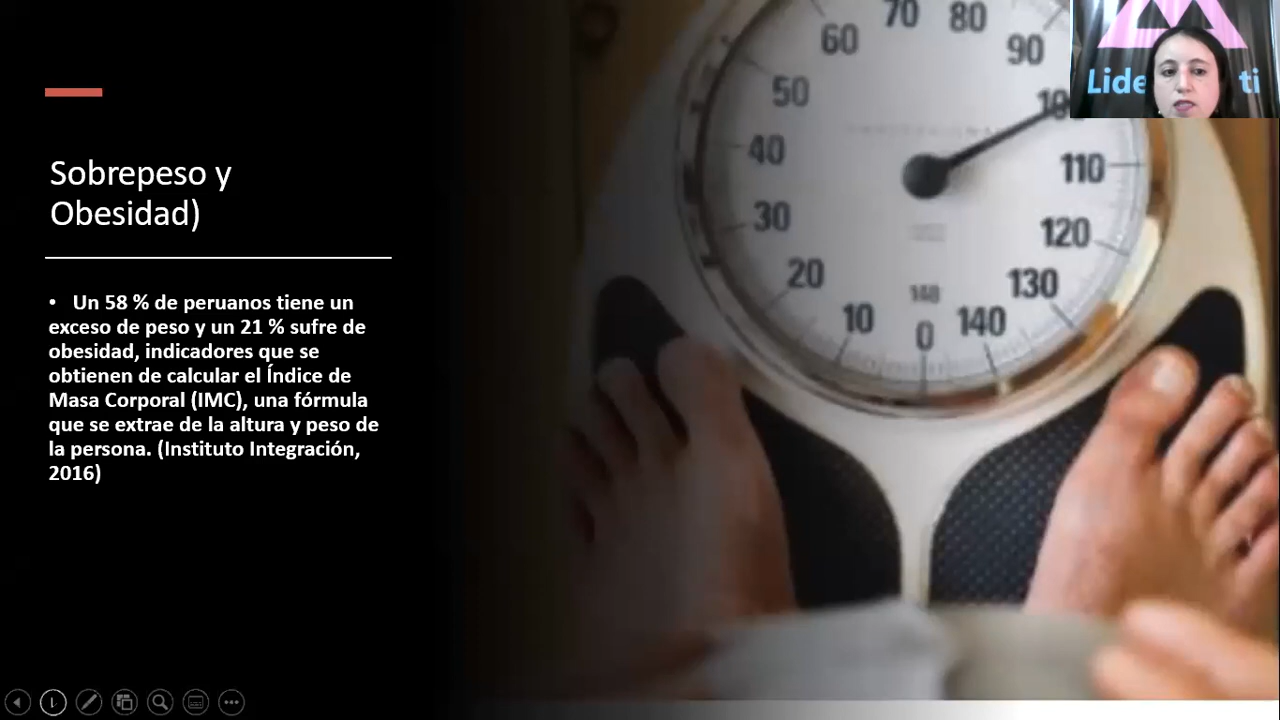 Sobrepeso y
Obesidad)
• Un 58 % de peruanos tiene un
exceso de peso y un 21 % sufre de
obesidad, indicadores que se
obtienen de calcular el Índice de
Masa Corporal (IMC), una fórmula
que se extrae de la altura y peso de
la persona. (Instituto Integración,
2016)
70
80
60
90
50
40
110
30
120
20
130
148
10
140
0
Lide
ti